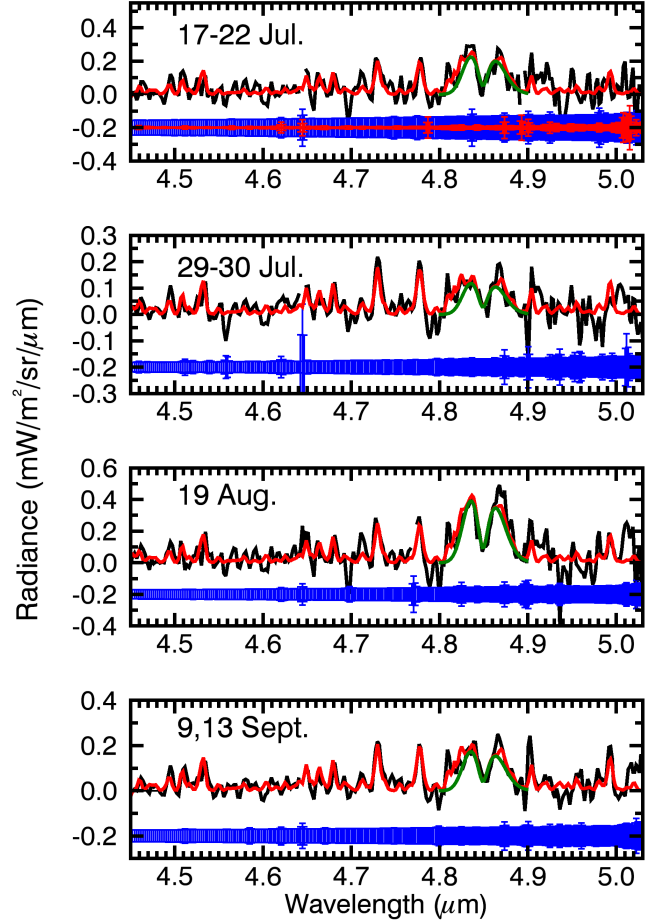 0.4
0.2
0.0
-0.2
-0.4
17-22 Jul.
4.5 4.6 4.7 4.8 4.9 5.0
0.3
0.2
0.1
0.0
-0.1
-0.2
-0.3
29-30 Jul.
4.5 4.6 4.7 4.8 4.9 5.0
Radiance (mW/m²/sr/μm)
0.6
0.4
0.2
0.0
-0.2
-0.4
19 Aug.
4.5 4.6 4.7 4.8 4.9 5.0
0.4
0.2
0.0
-0.2
9,13 Sept.
4.5 4.6 4.7 4.8 4.9 5.0
Wavelength (μm)